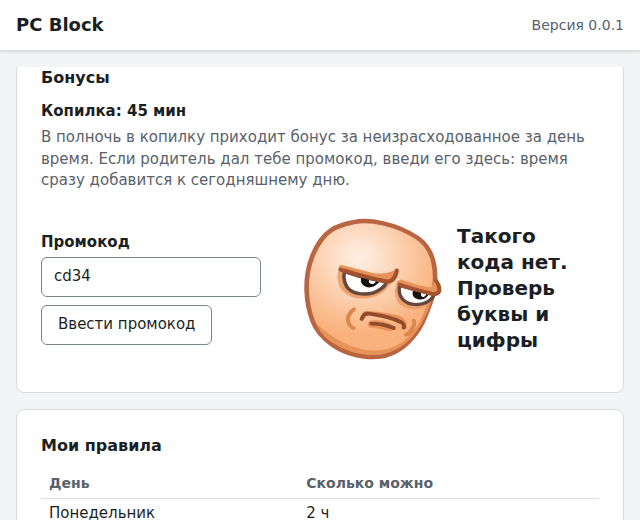 PC Block
Версия 0.0.1
Бонусы
Копилка: 45 мин
В полночь в копилку приходит бонус за неизрасходованное за день
время. Если родитель дал тебе промокод, введи его здесь: время
сразу добавится к сегодняшнему дню.
Промокод
cd34
Ввести промокод
Такого
кода нет.
Проверь
буквы и
цифры
Мои правила
День
Сколько можно
Понедельник
2 ч